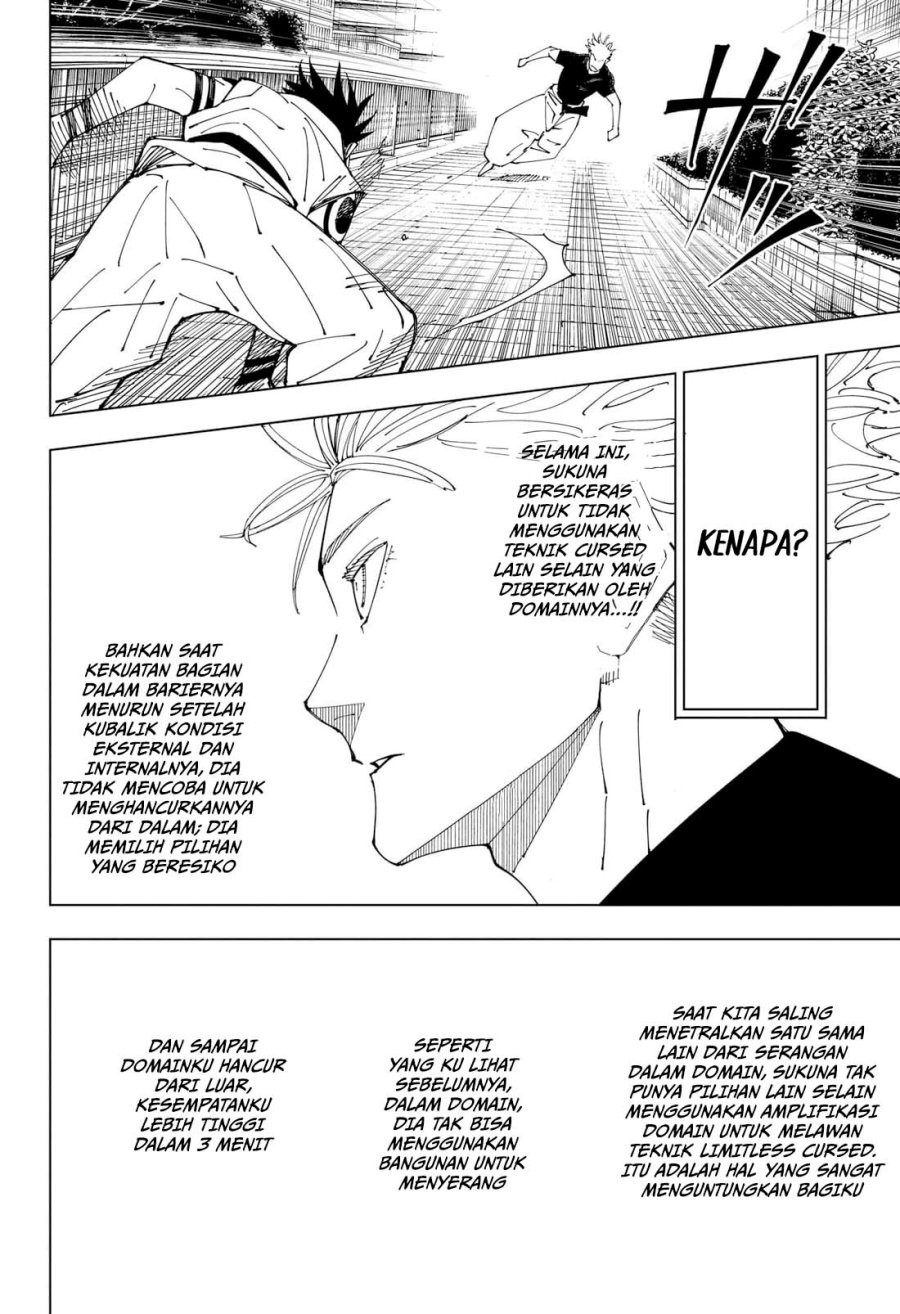 ザザッ
KENAPA?
SELAMA INI,
SUKUNA
BERSIKERAS
UNTUK TIDAK
MENGGUNAKAN
TEKNIK CURSED
LAIN SELAIN YANG
DIBERIKAN OLEH
DOMAINNYA...!!
BAHKAN SAAT
KEKUATAN BAGIAN
DALAM BARIERNYA
MENURUN SETELAH
KUBALIK KONDISI
EKSTERNAL DAN
INTERNALNYA, DIA
TIDAK MENCOBA UNTUK
MENGHANCURKANNYA
DARI DALAM; DIA
MEMILIH PILIHAN
YANG BERESIKO
SAAT KITA SALING
MENETRALKAN SATU SAMA
LAIN DARI SERANGAN
DALAM DOMAIN, SUKUNA TAK
PUNYA PILIHAN LAIN SELAIN
MENGGUNAKAN AMPLIFIKASI
DOMAIN UNTUK MELAWAN
TEKNIK LIMITLESS CURSED.
ITU ADALAH HAL YANG SANGAT
MENGUNTUNGKAN BAGIKU
SEPERTI
YANG KU LIHAT
SEBELUMNYA,
DALAM DOMAIN,
DIA TAK BISA
MENGGUNAKAN
BANGUNAN UNTUK
MENYERANG
DAN SAMPAI
DOMAINKU HANCUR
DARI LUAR,
KESEMPATANKU
LEBIH TINGGI
DALAM 3 MENIT